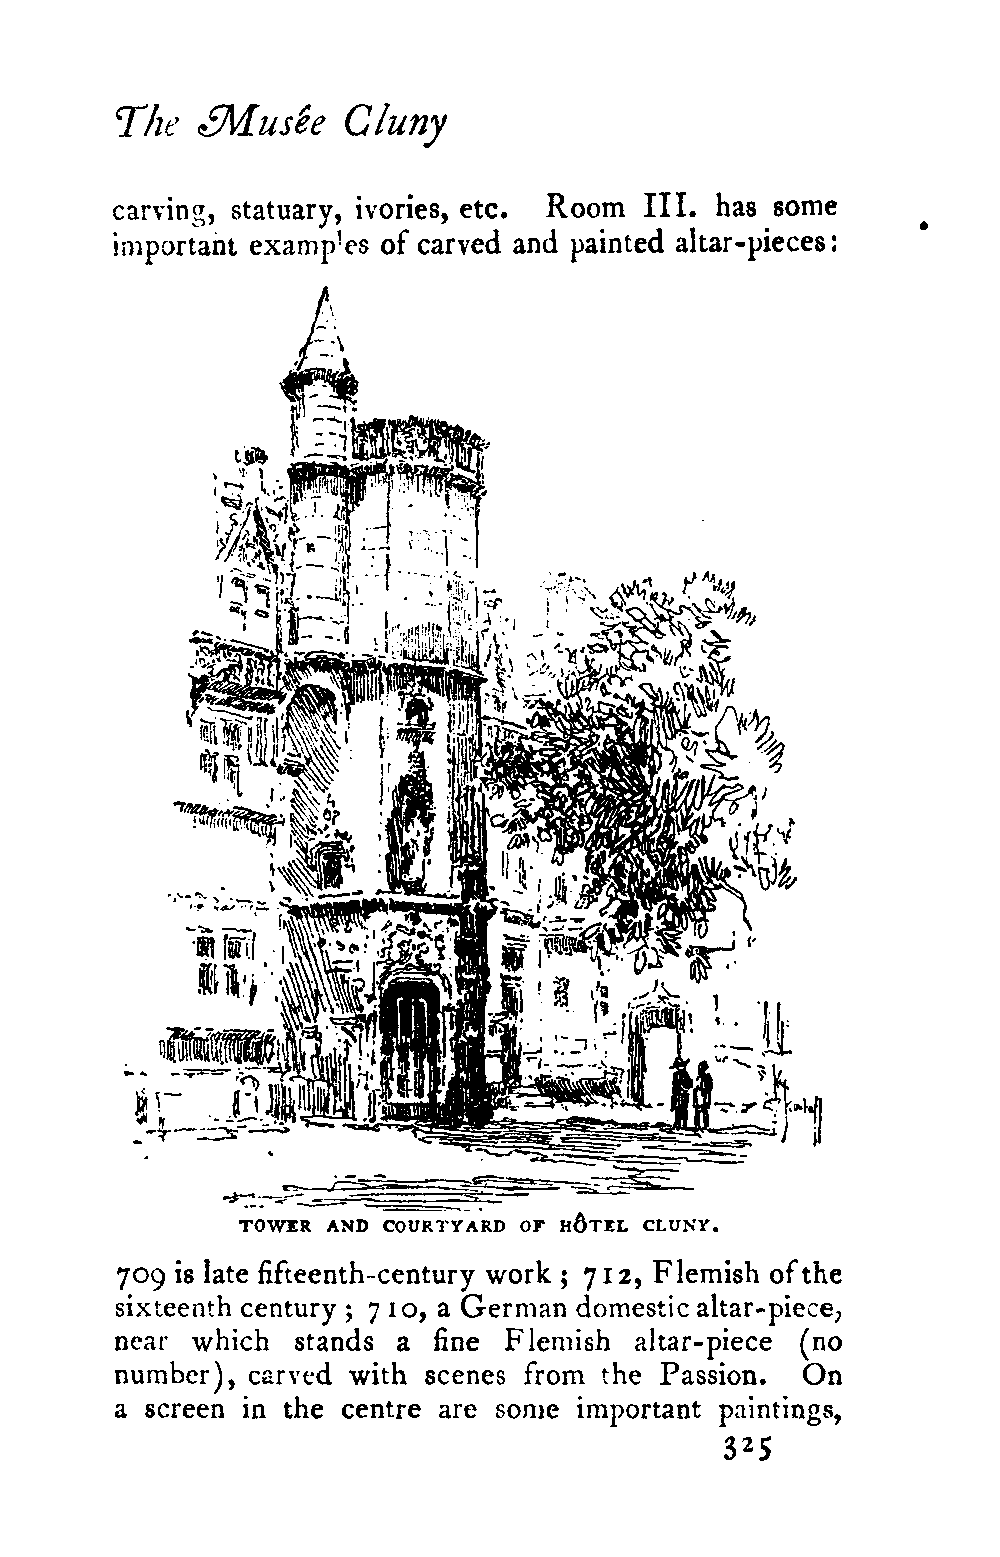 The Musée Cluny
carving, statuary, ivories, etc. Room III. has some
important examples of carved and painted altar-pieces:
TOWER AND COURTYARD OF HÔTEL CLUNY.
709 is late fifteenth-century work ; 712, Flemish of the
sixteenth century ; 710, a German domestic altar-piece,
near which stands a fine Flemish altar-piece (no
number), carved with scenes from the Passion. On
a screen in the centre are some important paintings,
325